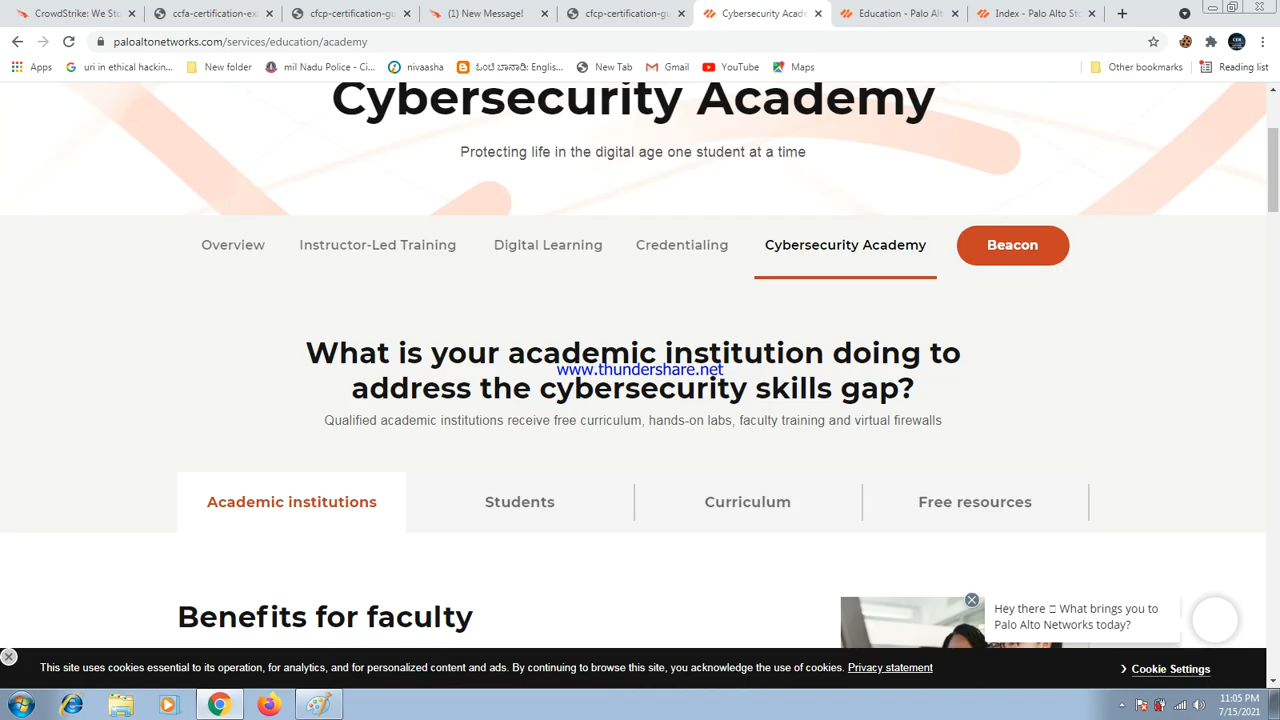 CrowdStrike: We Sto
ccfa-certification-ex
cfcp-certification-gu
(1) New Message!
cfcp-certification-gu
Cybersecurity Acade
Education - Palo Alt
Index - Palo Alto St
paloaltonetworks.com/services/education/academy
Apps
uri in ethical hackin...
New folder
mil Nadu Police - Ci...
nivaasha
ಓಂಟಿ ಬಾನಾಡಿ: Englis...
New Tab
Gmail
YouTube
Maps
Other bookmarks
Reading list
Cybersecurity Academy
Protecting life in the digital age one student at a time
Overview
Instructor-Led Training
Digital Learning
Credentialing
Cybersecurity Academy
Beacon
What is your academic institution doing to
www.thundershare.net
address the cybersecurity skills gap?
Qualified academic institutions receive free curriculum, hands-on labs, faculty training and virtual firewalls
Academic institutions
Students
Curriculum
Free resources
Benefits for faculty
Hey there What brings you to
Palo Alto Networks today?
This site uses cookies essential to its operation, for analytics, and for personalized content and ads. By continuing to browse this site, you acknowledge the use of cookies. Privacy statement
Cookie Settings
11:05 PM
7/15/2021